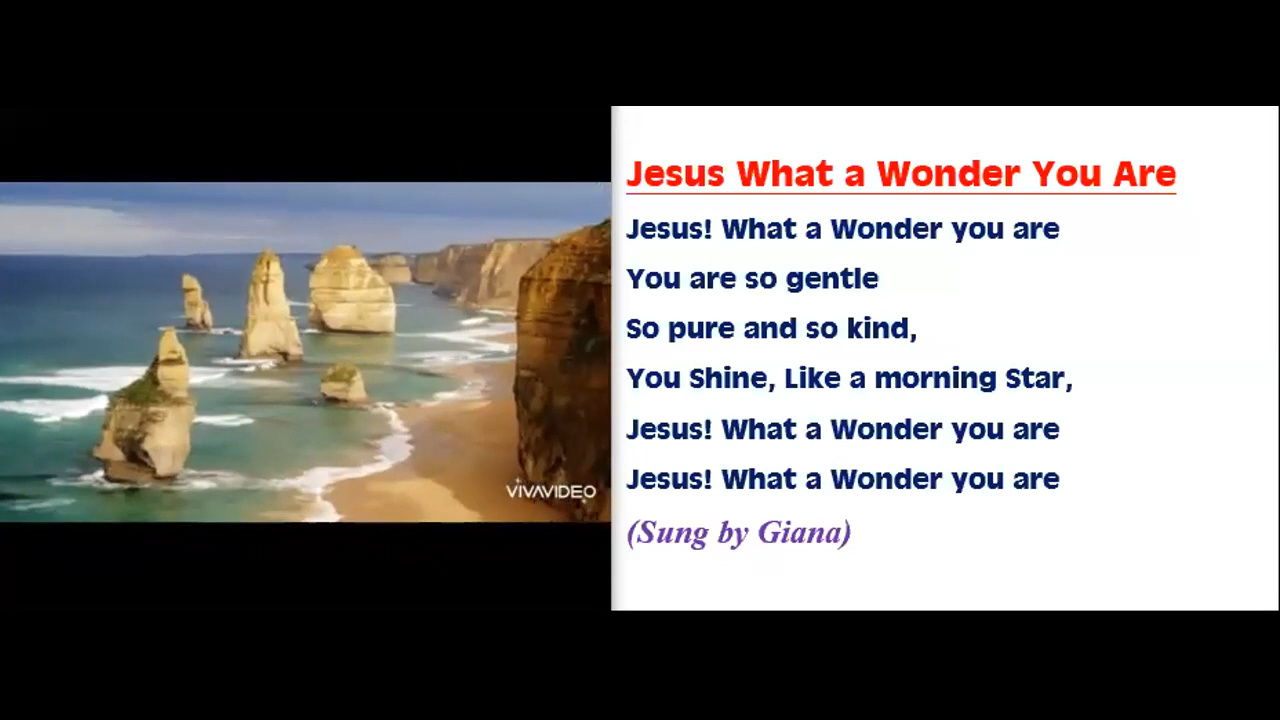 Jesus What a Wonder You Are
Jesus! What a Wonder you are
You are so gentle
So pure and so kind,
You Shine, Like a morning Star,
Jesus! What a Wonder you are
Jesus! What a Wonder you are
(Sung by Giana)
VIVAVIDEO